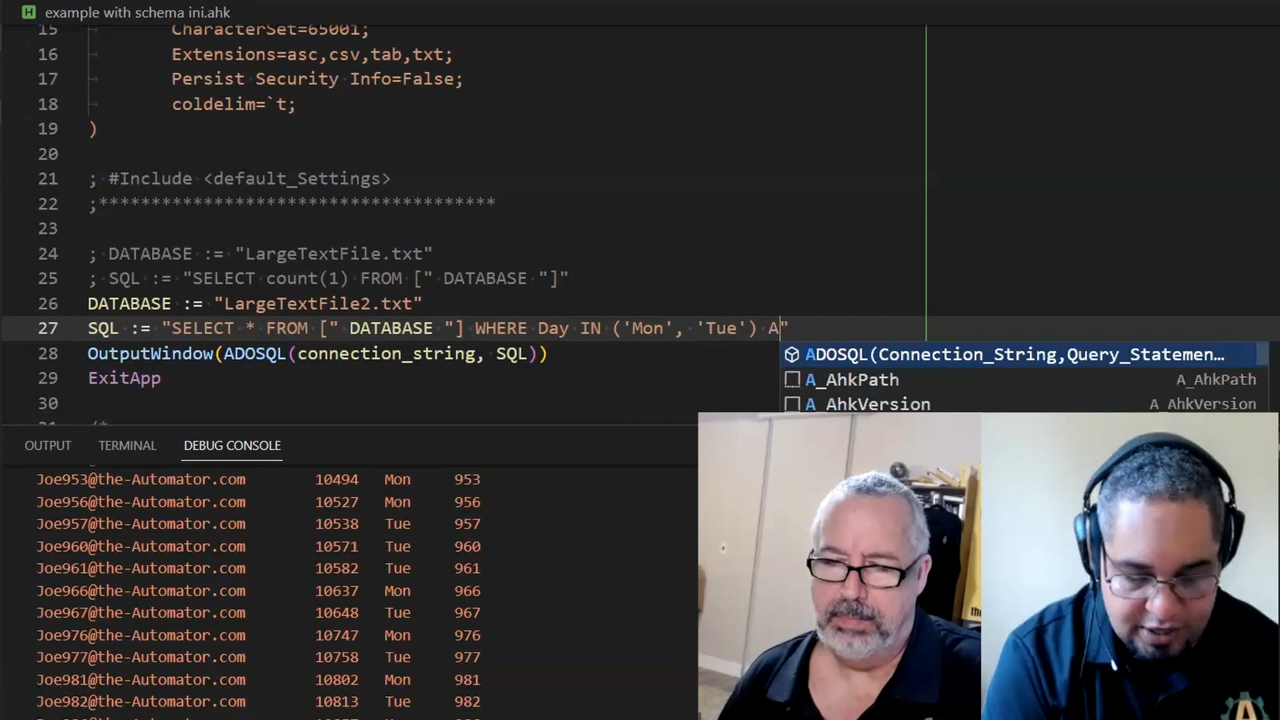 example with schema ini.ahk
15 CharacterSet=65001;
16 Extensions=asc,csv,tab,txt;
17 Persist Security Info=False;
18 coldelim=`t;
19 )
20
21 ; #Include <default_Settings>
22 ;*************************************
23
24 ; DATABASE := "LargeTextFile.txt"
25 ; SQL := "SELECT count(1) FROM [" DATABASE "]"
26 DATABASE := "LargeTextFile2.txt"
27 SQL := "SELECT * FROM [" DATABASE "] WHERE Day IN ('Mon', 'Tue') A"
28 OutputWindow(ADOSQL(connection_string, SQL))
29 ExitApp
30
ADOSQL(Connection_String,Query_Statemen…
A_AhkPath A_AhkPath
A_AhkVersion A_AhkVersion
OUTPUT TERMINAL DEBUG CONSOLE
Joe953@the-Automator.com 10494 Mon 953
Joe956@the-Automator.com 10527 Mon 956
Joe957@the-Automator.com 10538 Tue 957
Joe960@the-Automator.com 10571 Tue 960
Joe961@the-Automator.com 10582 Tue 961
Joe966@the-Automator.com 10637 Mon 966
Joe967@the-Automator.com 10648 Tue 967
Joe976@the-Automator.com 10747 Mon 976
Joe977@the-Automator.com 10758 Tue 977
Joe981@the-Automator.com 10802 Mon 981
Joe982@the-Automator.com 10813 Tue 982